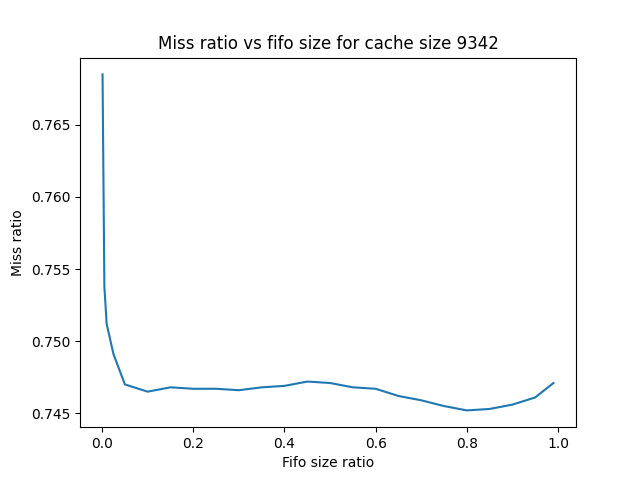 Miss ratio vs fifo size for cache size 9342
0.765
0.760
0.755
0.750
0.745
Miss ratio
0.0 0.2 0.4 0.6 0.8 1.0
Fifo size ratio